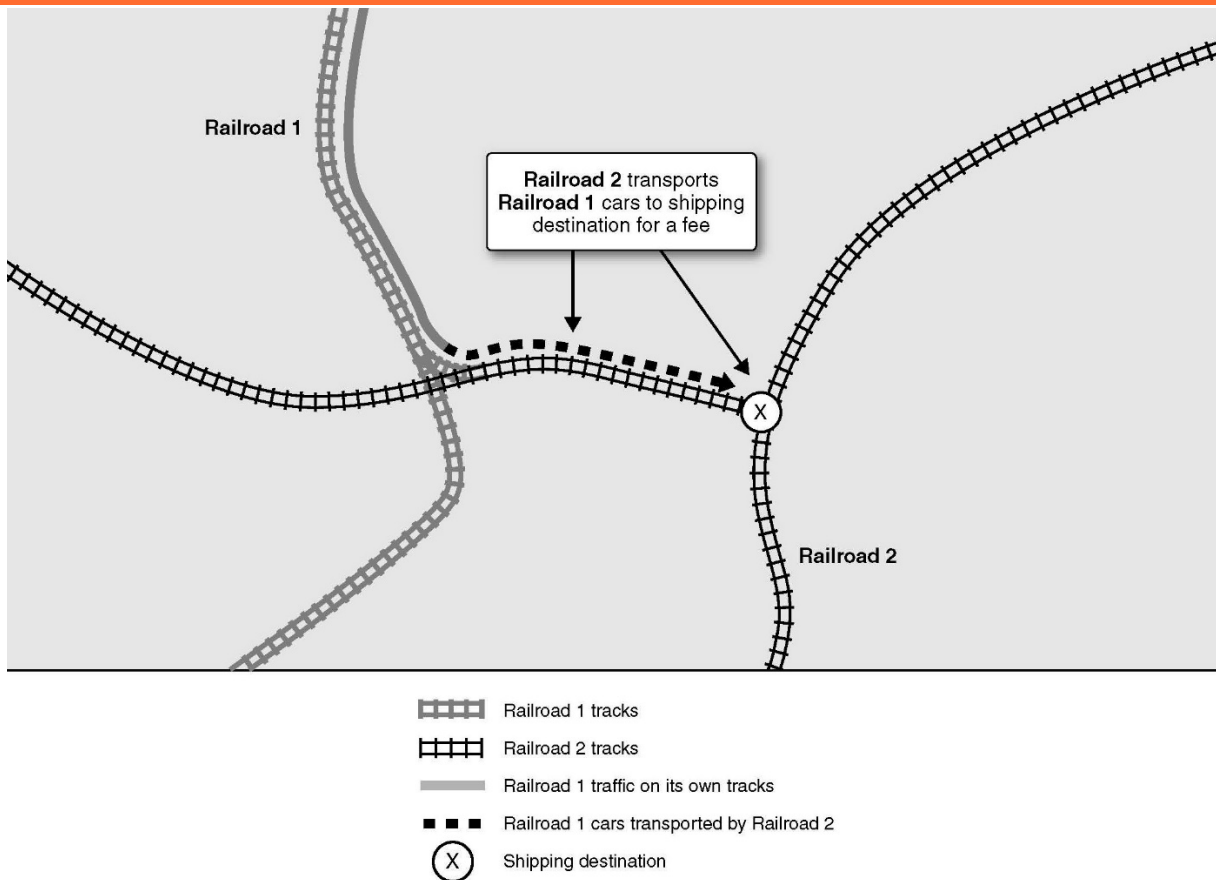 Railroad 1
Railroad 2 transports
Railroad 1 cars to shipping
destination for a fee
X
Railroad 2
Railroad 1 tracks
Railroad 2 tracks
Railroad 1 traffic on its own tracks
Railroad 1 cars transported by Railroad 2
X
Shipping destination